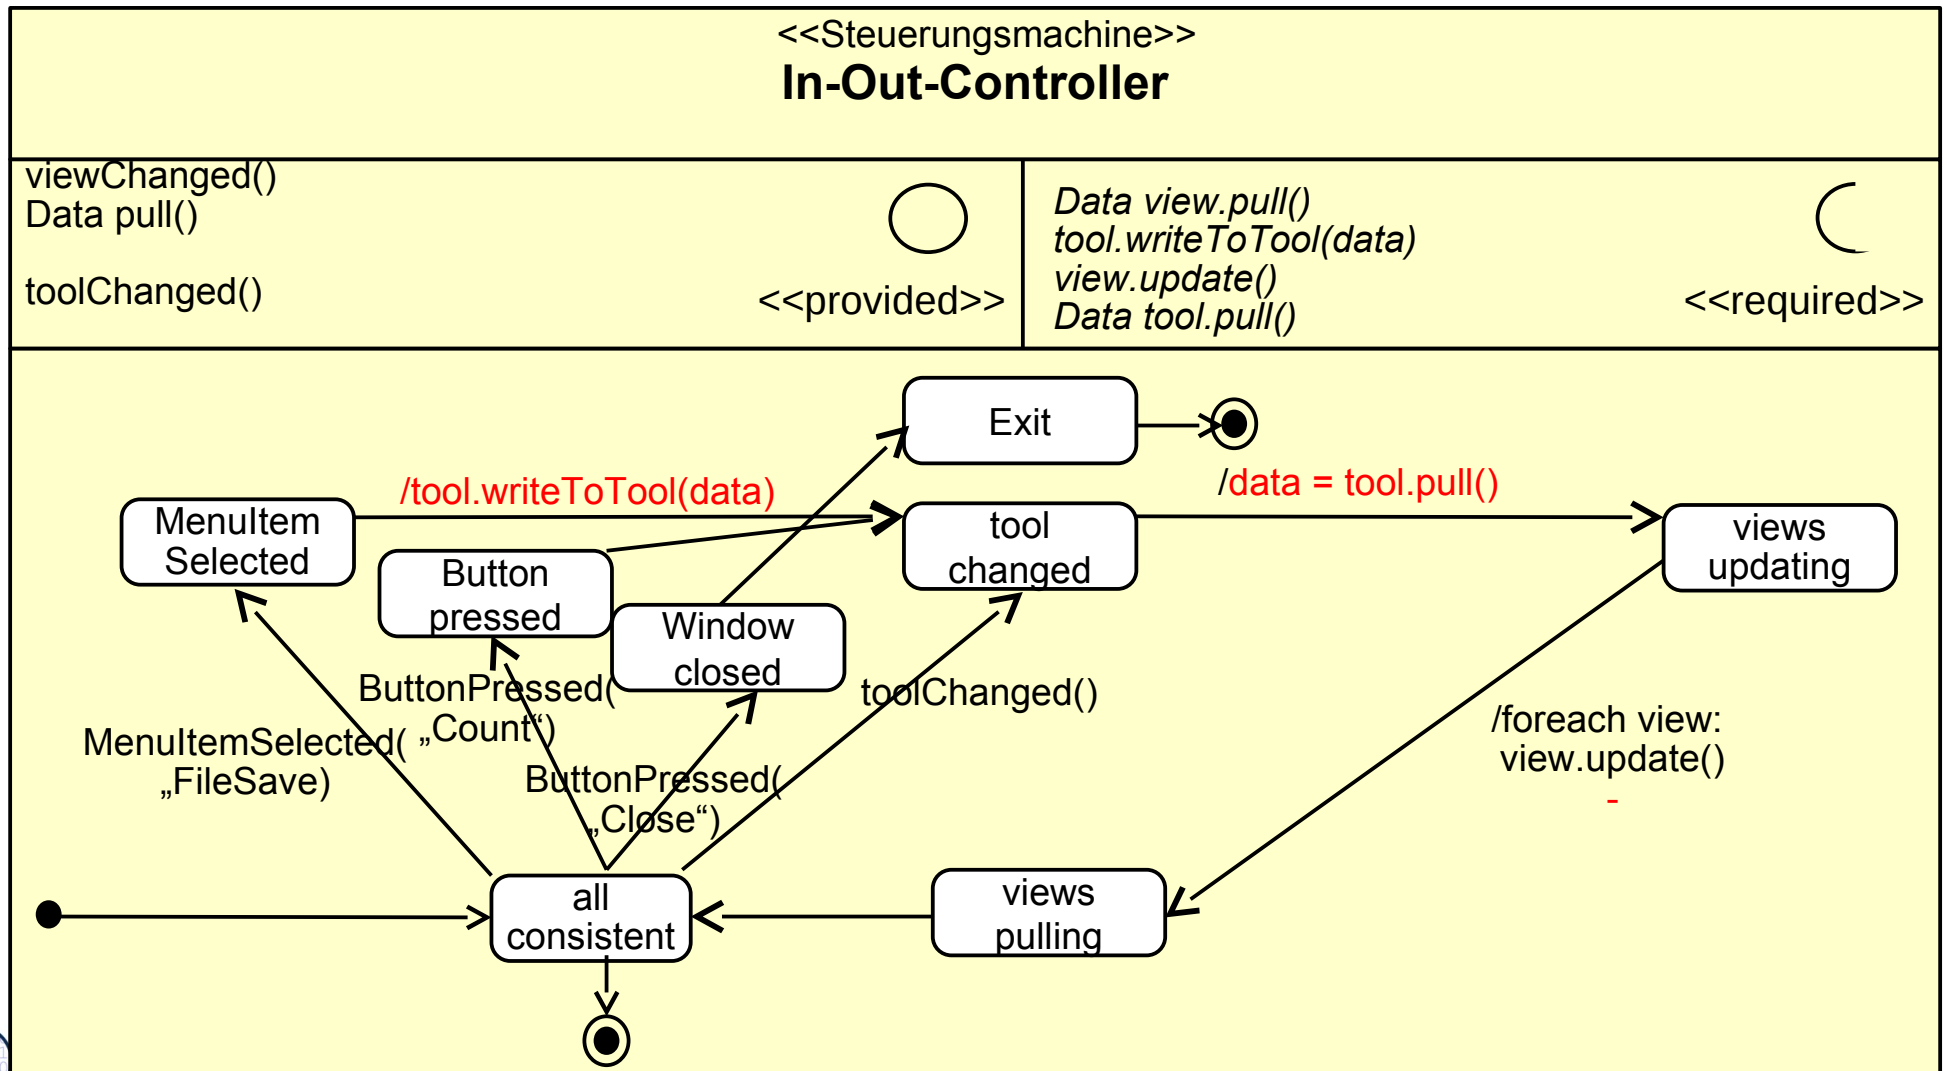 <<Steuerungsmachine>>
In-Out-Controller
viewChanged()
Data pull()
toolChanged()
<<provided>>
Data view.pull()
tool.writeToTool(data)
view.update()
Data tool.pull()
<<required>>
Exit
/tool.writeToTool(data)
/data = tool.pull()
MenuItem
Selected
Button
pressed
Window
closed
tool
changed
views
updating
ButtonPressed(
„Count“)
toolChanged()
MenuItemSelected(
„FileSave)
ButtonPressed(
„Close“)
/foreach view:
view.update()
-
all
consistent
views
pulling